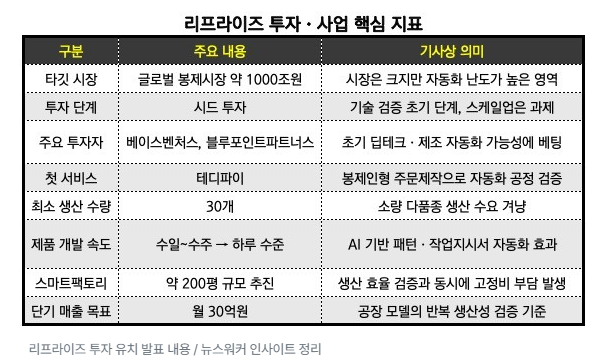 리프라이즈 투자 · 사업 핵심 지표
구분 주요 내용 기사상 의미
타깃 시장 글로벌 봉제시장 약 1000조원 시장은 크지만 자동화 난도가 높은 영역
투자 단계 시드 투자 기술 검증 초기 단계, 스케일업은 과제
주요 투자자 베이스벤처스, 블루포인트파트너스 초기 딥테크 · 제조 자동화 가능성에 베팅
첫 서비스 테디파이 봉제인형 주문제작으로 자동화 공정 검증
최소 생산 수량 30개 소량 다품종 생산 수요 겨냥
제품 개발 속도 수일~수주 → 하루 수준 AI 기반 패턴 · 작업지시서 자동화 효과
스마트팩토리 약 200평 규모 추진 생산 효율 검증과 동시에 고정비 부담 발생
단기 매출 목표 월 30억원 공장 모델의 반복 생산성 검증 기준
리프라이즈 투자 유치 발표 내용 / 뉴스워커 인사이트 정리